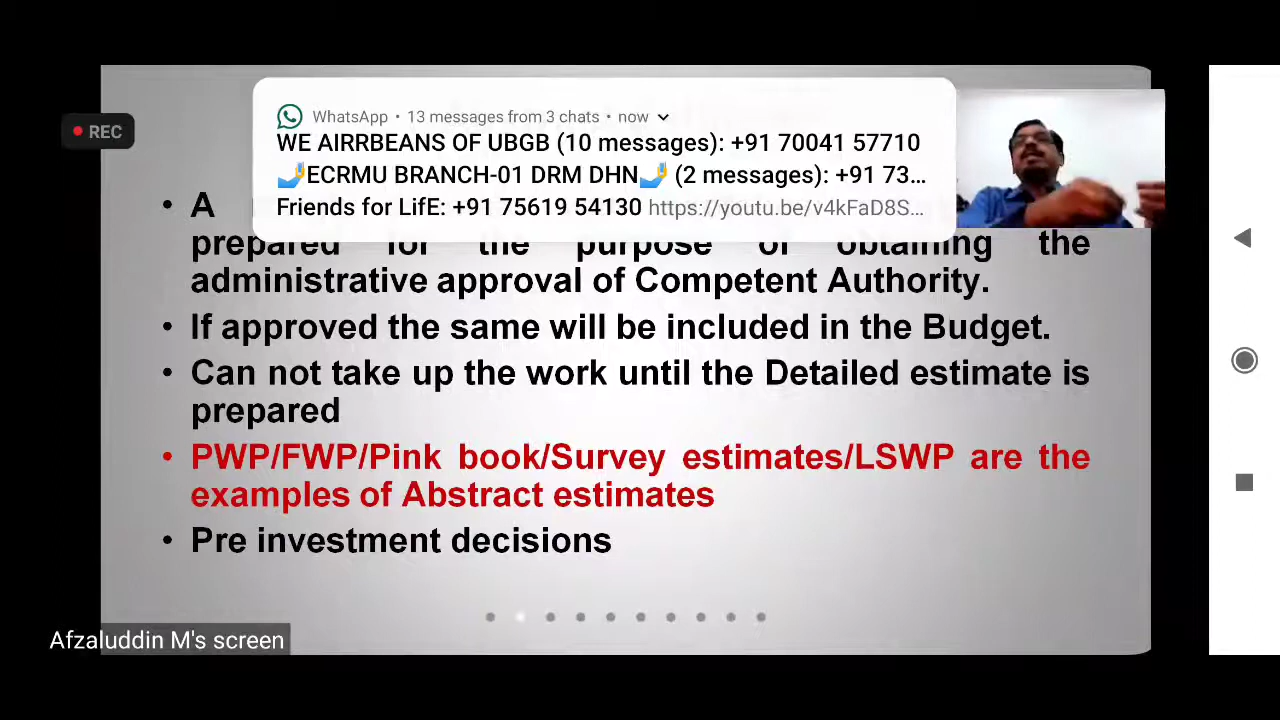 WhatsApp • 13 messages from 3 chats • now
REC
WE AIRRBEANS OF UBGB (10 messages): +91 70041 57710
ECRMU BRANCH-01 DRM DHN (2 messages): +91 73...
Friends for LifE: +91 75619 54130 https://youtu.be/v4kFaD8S...
• A
prepared for the purpose of obtaining the
administrative approval of Competent Authority.
• If approved the same will be included in the Budget.
• Can not take up the work until the Detailed estimate is
prepared
• PWP/FWP/Pink book/Survey estimates/LSWP are the
examples of Abstract estimates
• Pre investment decisions
Afzaluddin M's screen